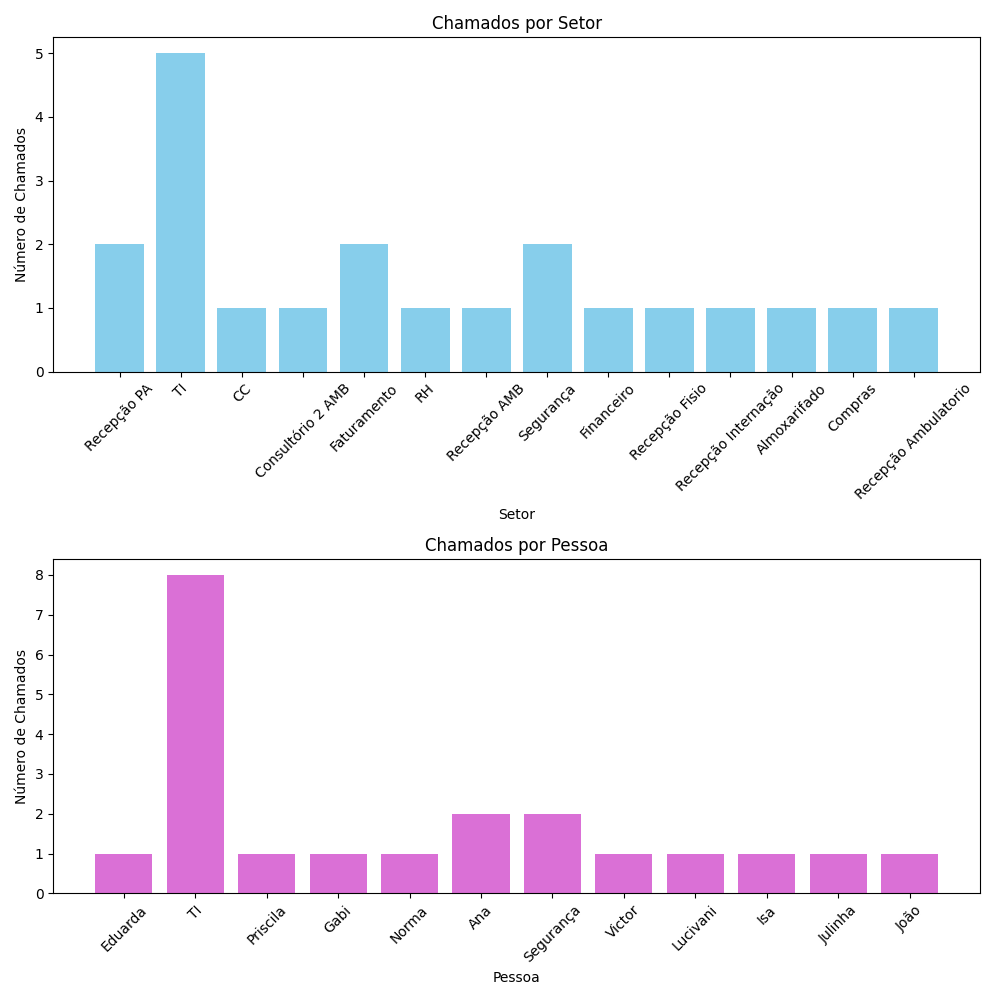 Chamados por Setor
Número de Chamados
5
4
3
2
1
0
Recepção PA
TI
CC
Consultório 2 AMB
Faturamento
RH
Recepção AMB
Segurança
Financeiro
Recepção Fisio
Recepção Internação
Almoxarifado
Compras
Recepção Ambulatorio
Setor
Chamados por Pessoa
Número de Chamados
8
7
6
5
4
3
2
1
0
Eduarda
TI
Priscila
Gabi
Norma
Ana
Segurança
Victor
Lucivani
Isa
Julinha
João
Pessoa